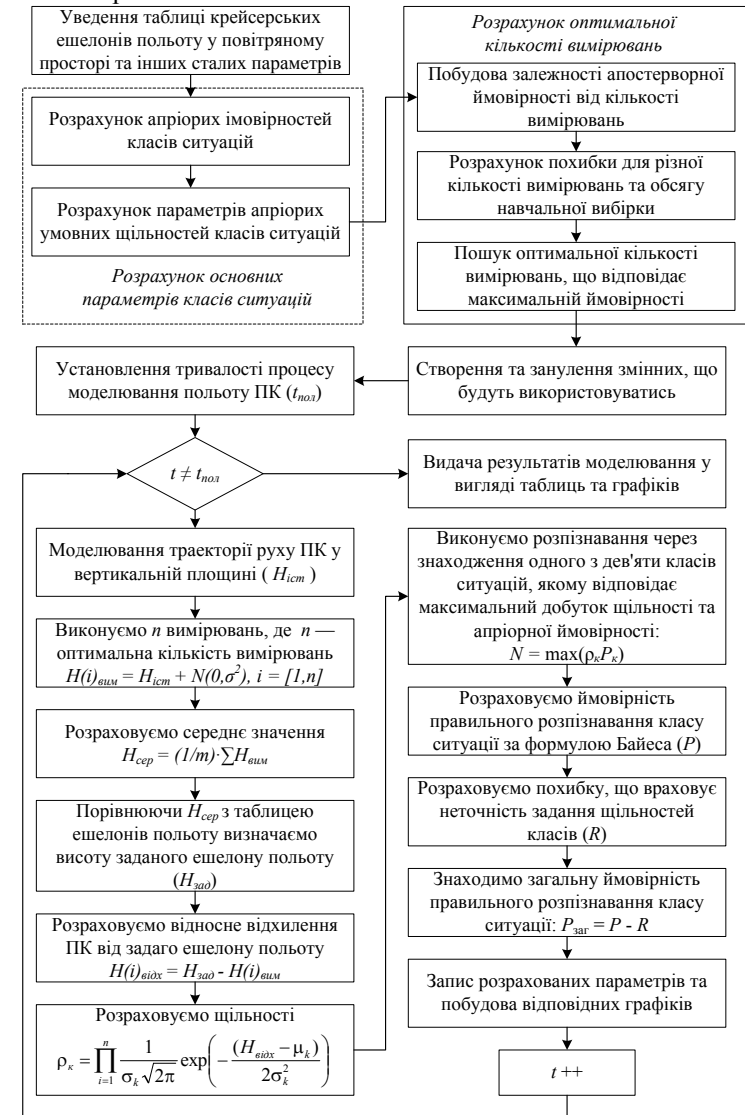 Уведення таблиці крейсерських
ешелонів польоту у повітряному
просторі та інших сталих параметрів
Розрахунок апріорих імовірностей
класів ситуацій
Розрахунок параметрів апріорих
умовних щільностей класів ситуацій
Розрахунок основних
параметрів класів ситуацій
Розрахунок оптимальної
кількості вимірювань
Побудова залежності апостерворної
ймовірності від кількості
вимірювань
Розрахунок похибки для різної
кількості вимірювань та обсягу
навчальної вибірки
Пошук оптимальної кількості
вимірювань, що відповідає
максимальній ймовірності
Створення та занулення змінних, що
будуть використовуватись
Установлення тривалості процесу
моделювання польоту ПК (tпол)
t ≠ tпол
Видача результатів моделювання у
вигляді таблиць та графіків
Моделювання траекторії руху ПК у
вертикальній площині ( Hіст )
Виконуємо n вимірювань, де n —
оптимальна кількість вимірювань
H(i)вим = Hіст + N(0,σ²), i = [1,n]
Розраховуємо середнє значення
Hсер = (1/m)·∑Hвим
Порівнюючи Hсер з таблицею
ешелонів польоту визначаємо
висоту заданого ешелону польоту
(Hзад)
Розраховуємо відносне відхилення
ПК від задаго ешелону польоту
H(i)відх = Hзад - H(i)вим
Розраховуємо щільності
ρк = ∏ⁿi=1 1/(σk√2π) exp(-(Hвідх – μk)/2σk²)
Виконуємо розпізнавання через
знаходження одного з дев'яти класів
ситуацій, якому відповідає
максимальний добуток щільності та
апріорної ймовірності:
N = max(ρкPк)
Розраховуємо ймовірність
правильного розпізнавання класу
ситуації за формулою Байеса (P)
Розраховуємо похибку, що враховує
неточність задання щільностей
класів (R)
Знаходимо загальну ймовірність
правильного розпізнавання класу
ситуації: Pзаг = P - R
Запис розрахованих параметрів та
побудова відповідних графіків
t ++